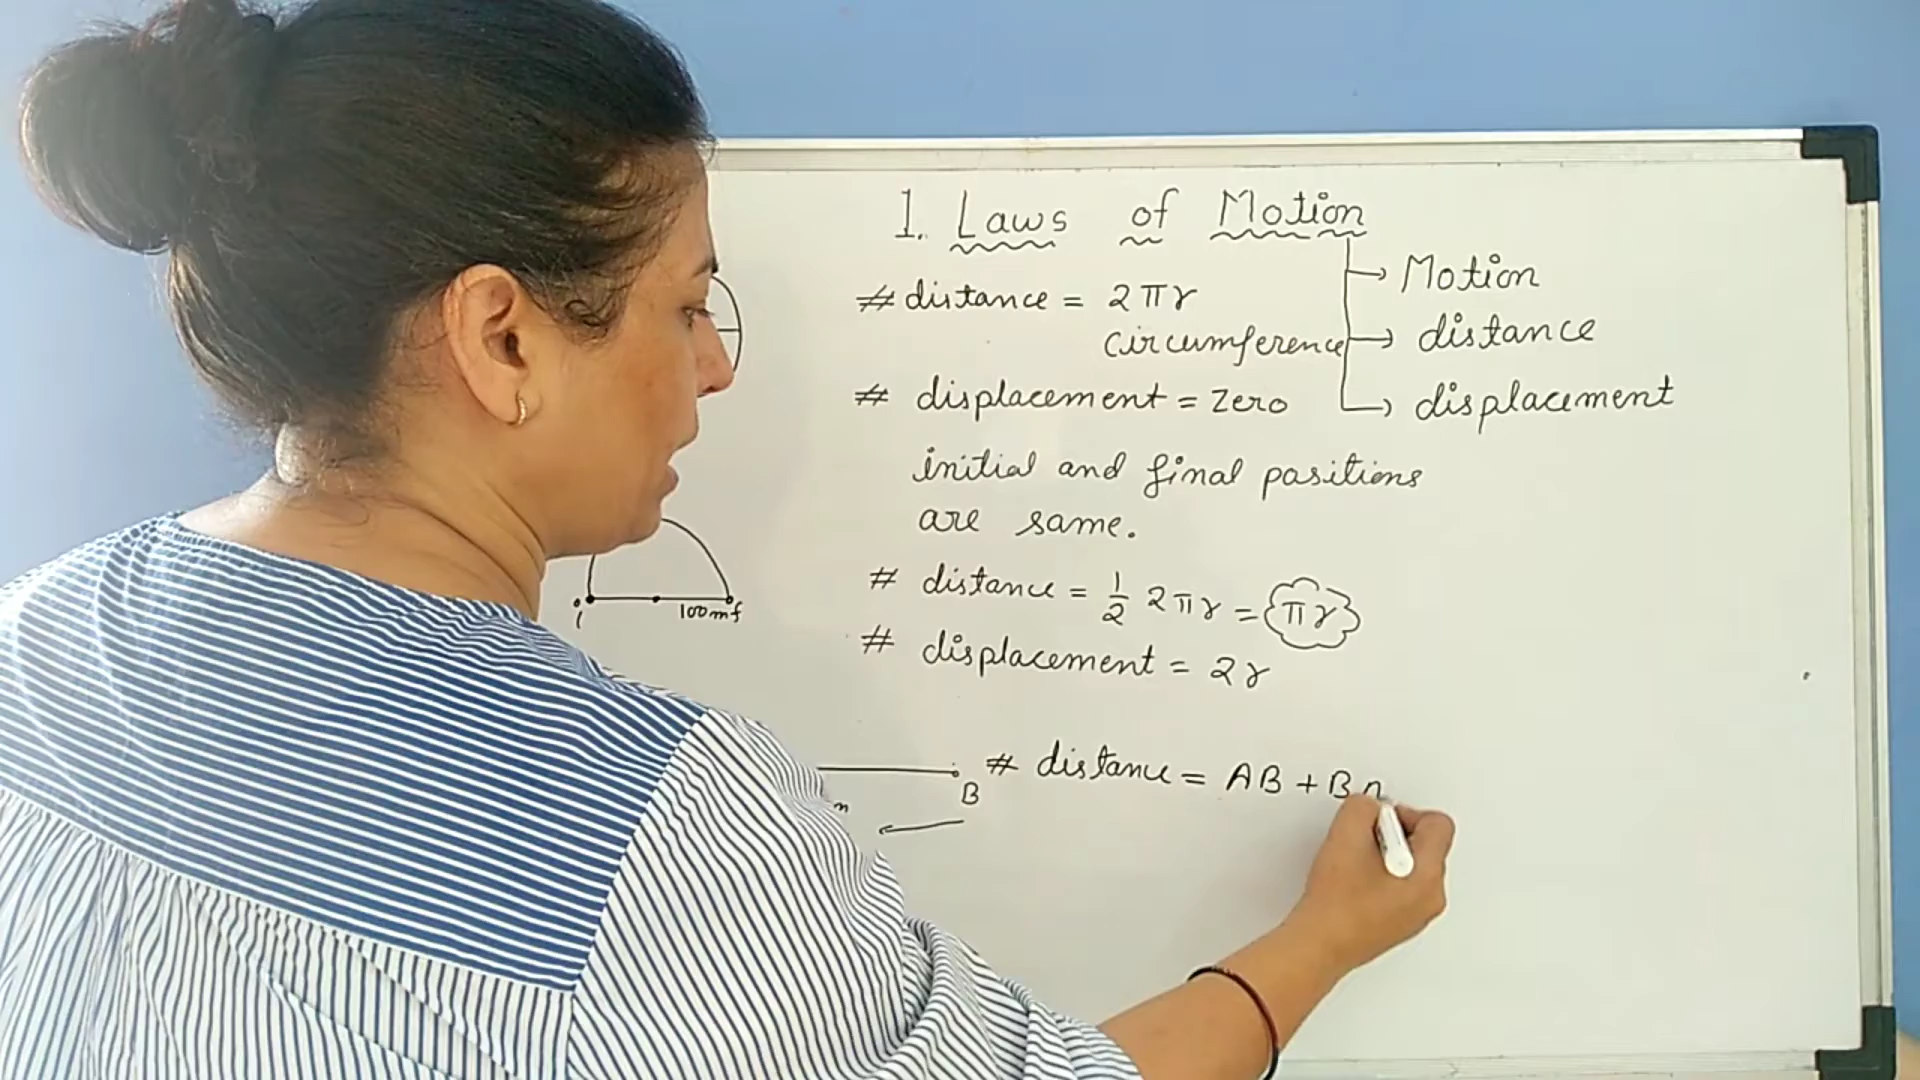 1. Laws of Motion
Motion
# distance = 2πr
circumference
distance
# displacement = zero
displacement
initial and final positions
are same.
# distance = 1/2 2πr = πr
# displacement = 2r
i 100m f
B
m
# distance = AB + B